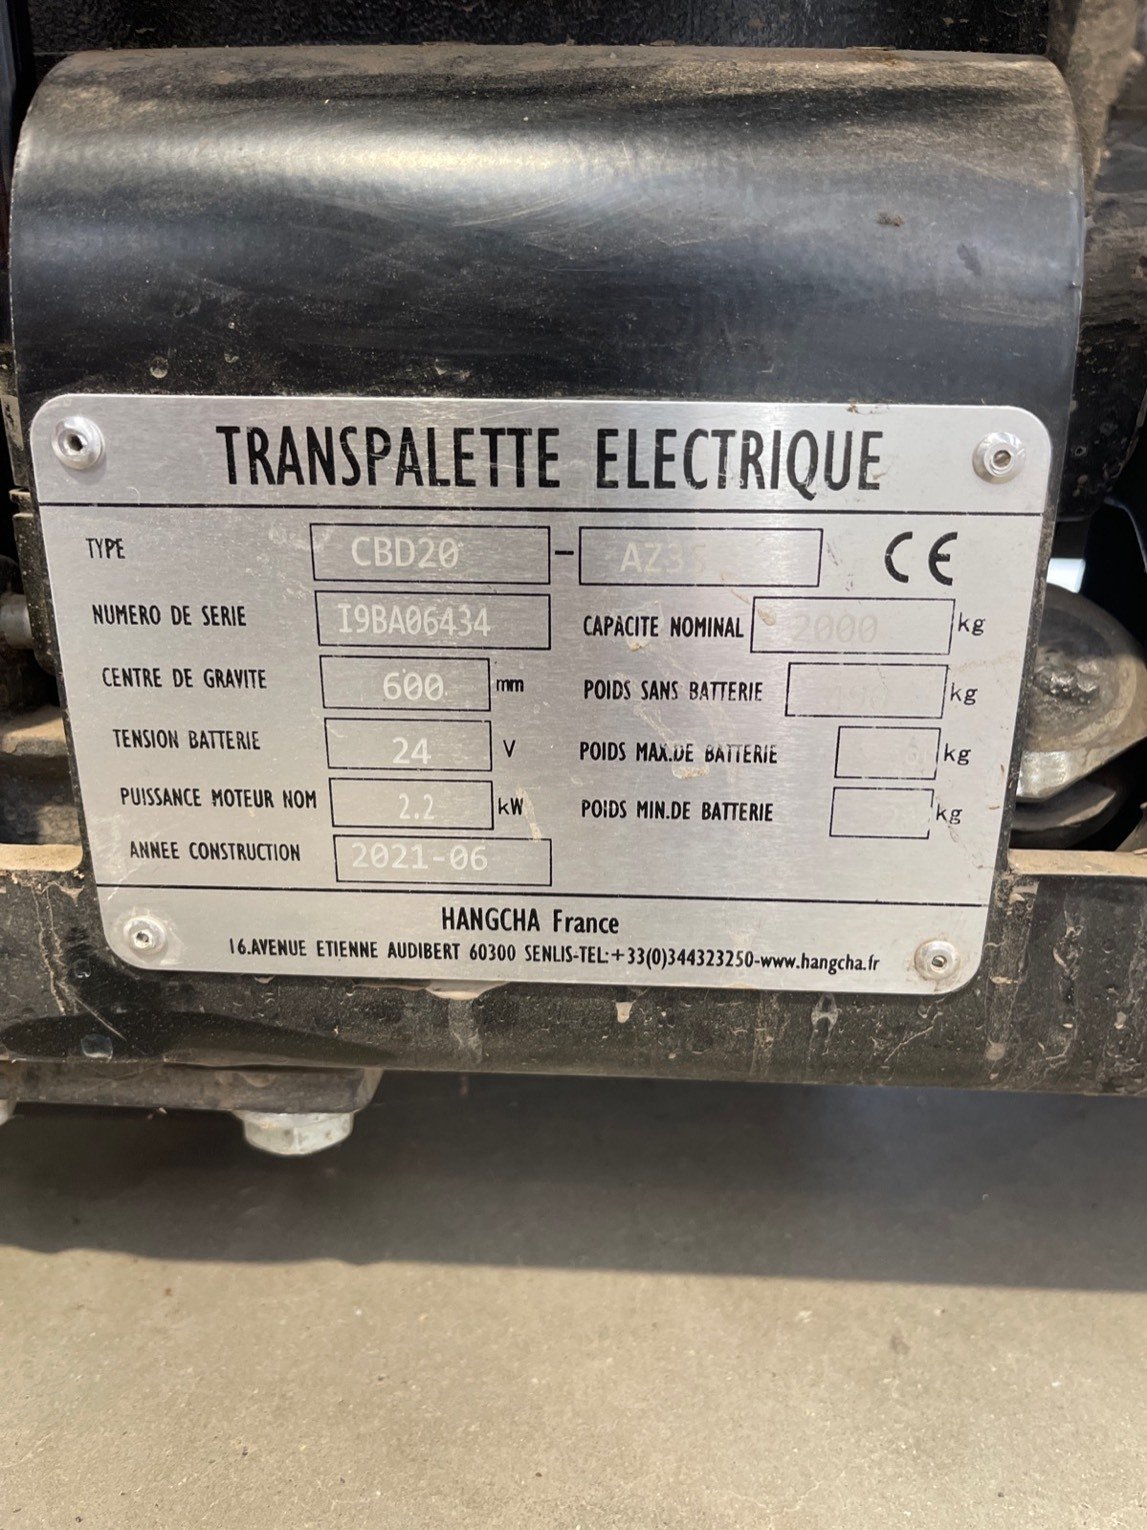 TRANSPALETTE ELECTRIQUE
TYPE CBD20 - CE
NUMERO DE SERIE I9BA06434 CAPACITE NOMINAL 2000 kg
CENTRE DE GRAVITE 600 mm POIDS SANS BATTERIE kg
TENSION BATTERIE 24 V POIDS MAX.DE BATTERIE kg
PUISSANCE MOTEUR NOM 2.2 kW POIDS MIN.DE BATTERIE kg
ANNEE CONSTRUCTION 2021-06
HANGCHA France
16.AVENUE ETIENNE AUDIBERT 60300 SENLIS-TEL:+33(0)344323250-www.hangcha.fr